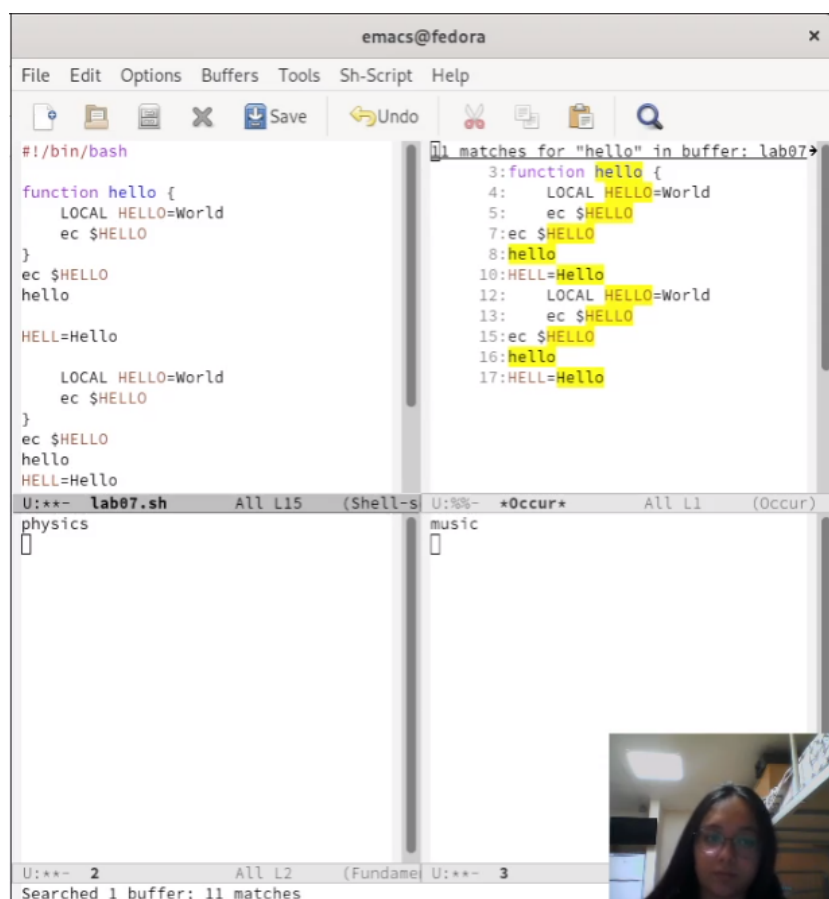 emacs@fedora ×
File Edit Options Buffers Tools Sh-Script Help
Save Undo
#!/bin/bash
function hello {
    LOCAL HELLO=World
    ec $HELLO
}
ec $HELLO
hello
HELL=Hello
    LOCAL HELLO=World
    ec $HELLO
}
ec $HELLO
hello
HELL=Hello
U:**-  lab07.sh       All L15    (Shell-s
11 matches for "hello" in buffer: lab07
      3:function hello {
      4:    LOCAL HELLO=World
      5:    ec $HELLO
      7:ec $HELLO
      8:hello
     10:HELL=Hello
     12:    LOCAL HELLO=World
     13:    ec $HELLO
     15:ec $HELLO
     16:hello
     17:HELL=Hello
U:%%-  *Occur*        All L1     (Occur)
physics
U:**-  2              All L2     (Fundame
music
U:**-  3
Searched 1 buffer: 11 matches